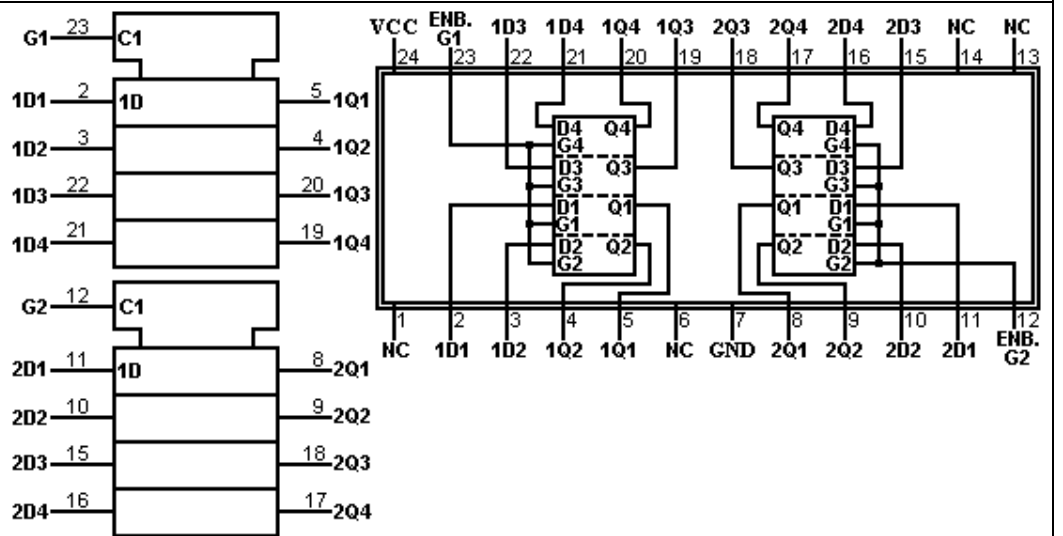 G1 23 C1
1D1 2 1D 5 1Q1
1D2 3 4 1Q2
1D3 22 20 1Q3
1D4 21 19 1Q4
G2 12 C1
2D1 11 1D 8 2Q1
2D2 10 9 2Q2
2D3 15 18 2Q3
2D4 16 17 2Q4
VCC ENB. G1 1D3 1D4 1Q4 1Q3 2Q3 2Q4 2D4 2D3 NC NC
24 23 22 21 20 19 18 17 16 15 14 13
D4 Q4 Q4 D4
G4 G4
D3 Q3 Q3 D3
G3 G3
D1 Q1 Q1 D1
G1 G1
D2 Q2 Q2 D2
G2 G2
1 2 3 4 5 6 7 8 9 10 11 12
NC 1D1 1D2 1Q2 1Q1 NC GND 2Q1 2Q2 2D2 2D1 ENB. G2